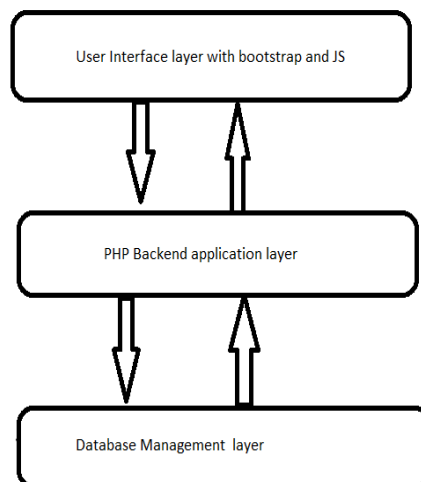 User Interface layer with bootstrap and JS
PHP Backend application layer
Database Management layer